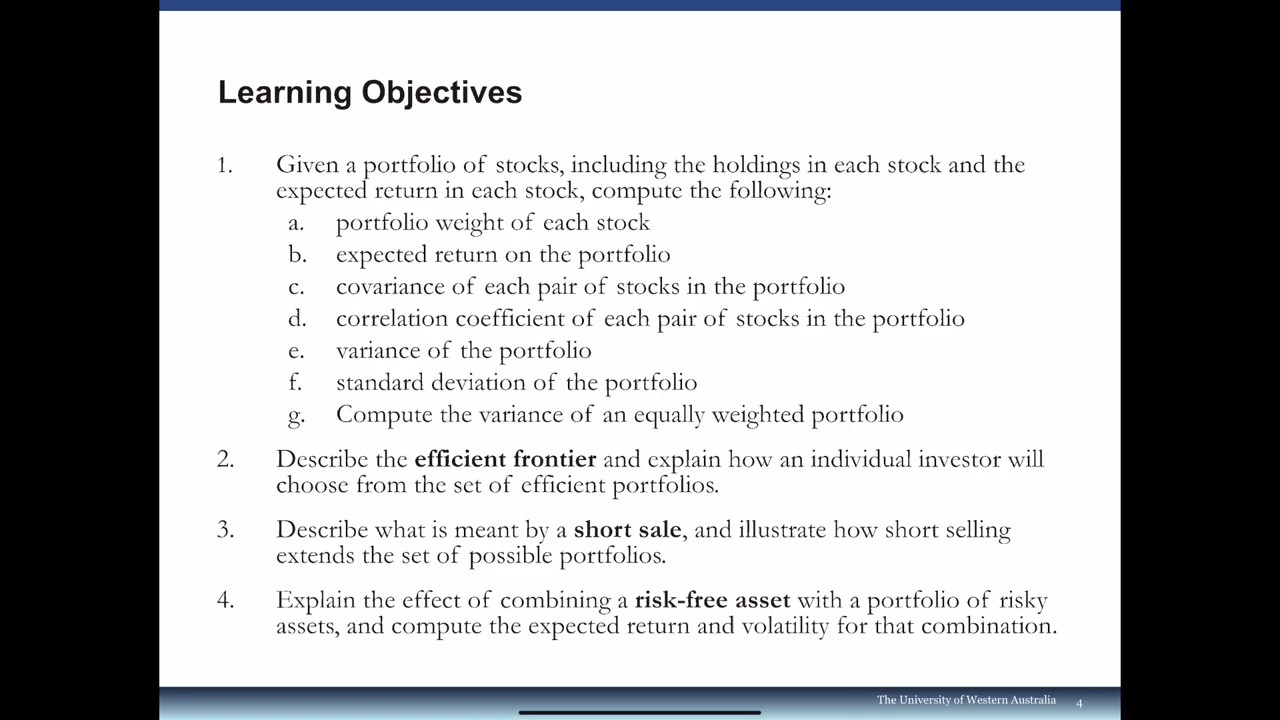 Learning Objectives
1. Given a portfolio of stocks, including the holdings in each stock and the
expected return in each stock, compute the following:
a. portfolio weight of each stock
b. expected return on the portfolio
c. covariance of each pair of stocks in the portfolio
d. correlation coefficient of each pair of stocks in the portfolio
e. variance of the portfolio
f. standard deviation of the portfolio
g. Compute the variance of an equally weighted portfolio
2. Describe the efficient frontier and explain how an individual investor will
choose from the set of efficient portfolios.
3. Describe what is meant by a short sale, and illustrate how short selling
extends the set of possible portfolios.
4. Explain the effect of combining a risk-free asset with a portfolio of risky
assets, and compute the expected return and volatility for that combination.
The University of Western Australia 4